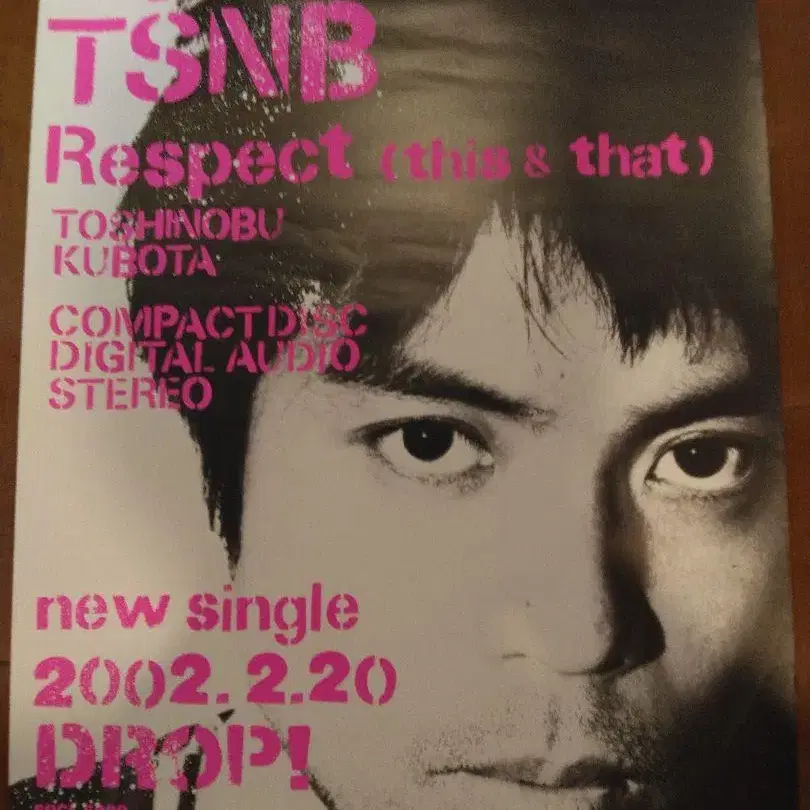 TSNB
Respect (this & that)
TOSHINOBU
KUBOTA
COMPACT DISC
DIGITAL AUDIO
STEREO
new single
2002. 2.20
DROP!